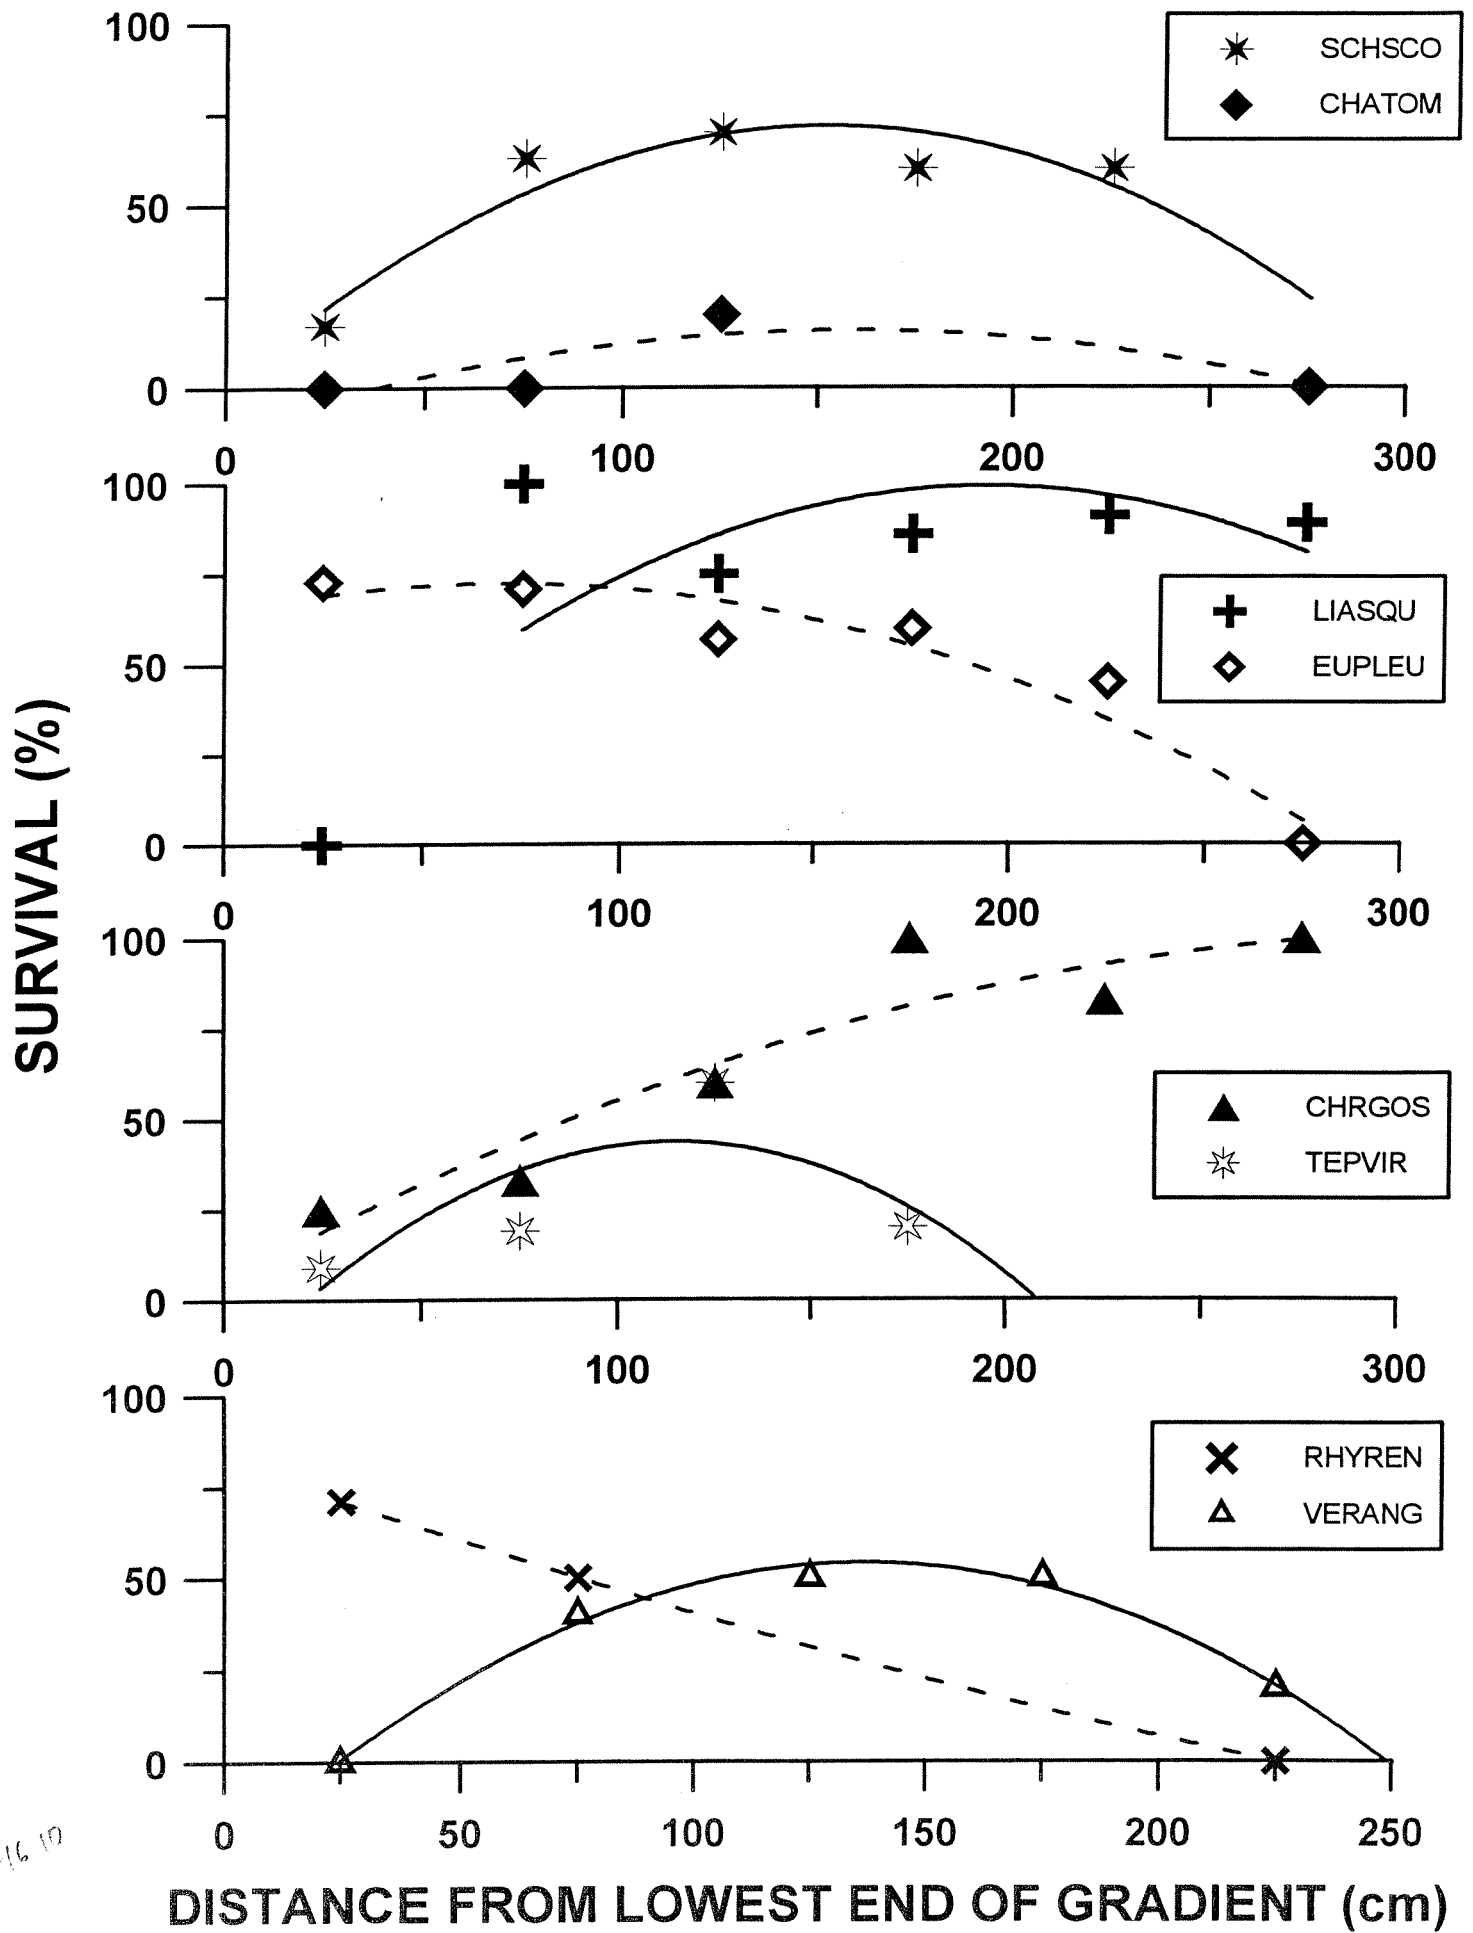 SURVIVAL (%)
100
50
0
0 100 200 300
SCHSCO
CHATOM
100
50
0
0 100 200 300
LIASQU
EUPLEU
100
50
0
0 100 200 300
CHRGOS
TEPVIR
100
50
0
0 50 100 150 200 250
RHYREN
VERANG
DISTANCE FROM LOWEST END OF GRADIENT (cm)